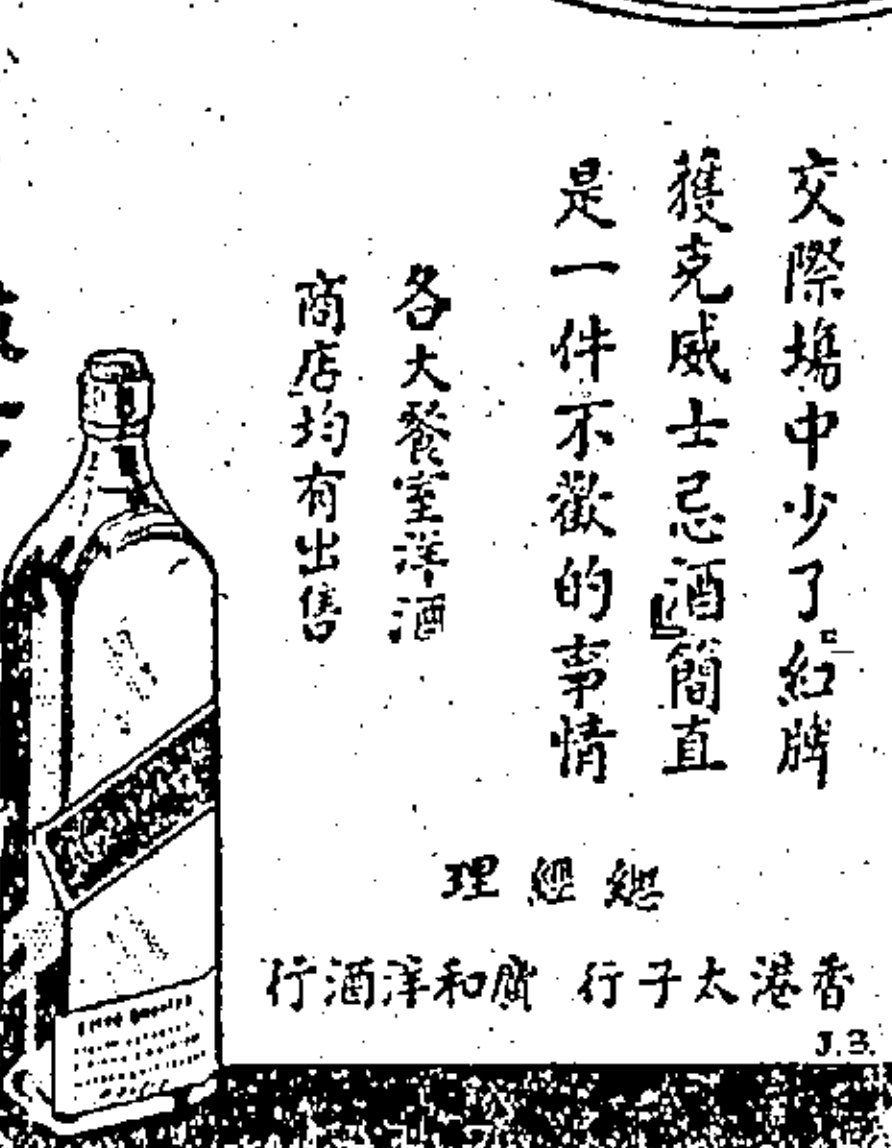 交際塲中少了紅牌
獲克威士忌酒簡直
是一件不歡的事情
各大餐室洋酒
商店均有出售
總經理
香港太子行 廣和洋酒行
J.B.